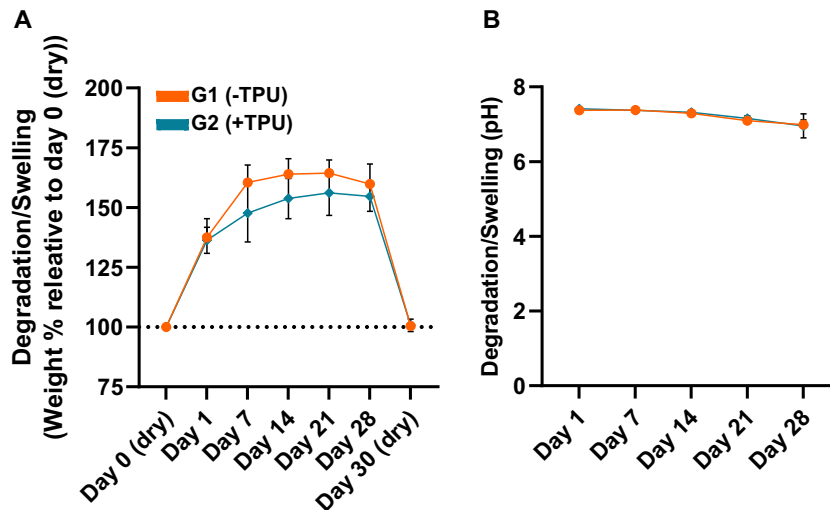 A
Degradation/Swelling
(Weight % releative to day 0 (dry))
200
175
150
125
100
75
G1 (-TPU)
G2 (+TPU)
Day 0 (dry)
Day 1
Day 7
Day 14
Day 21
Day 28
Day 30 (dry)
B
Degradation/Swelling (pH)
8
6
4
2
0
Day 1
Day 7
Day 14
Day 21
Day 28